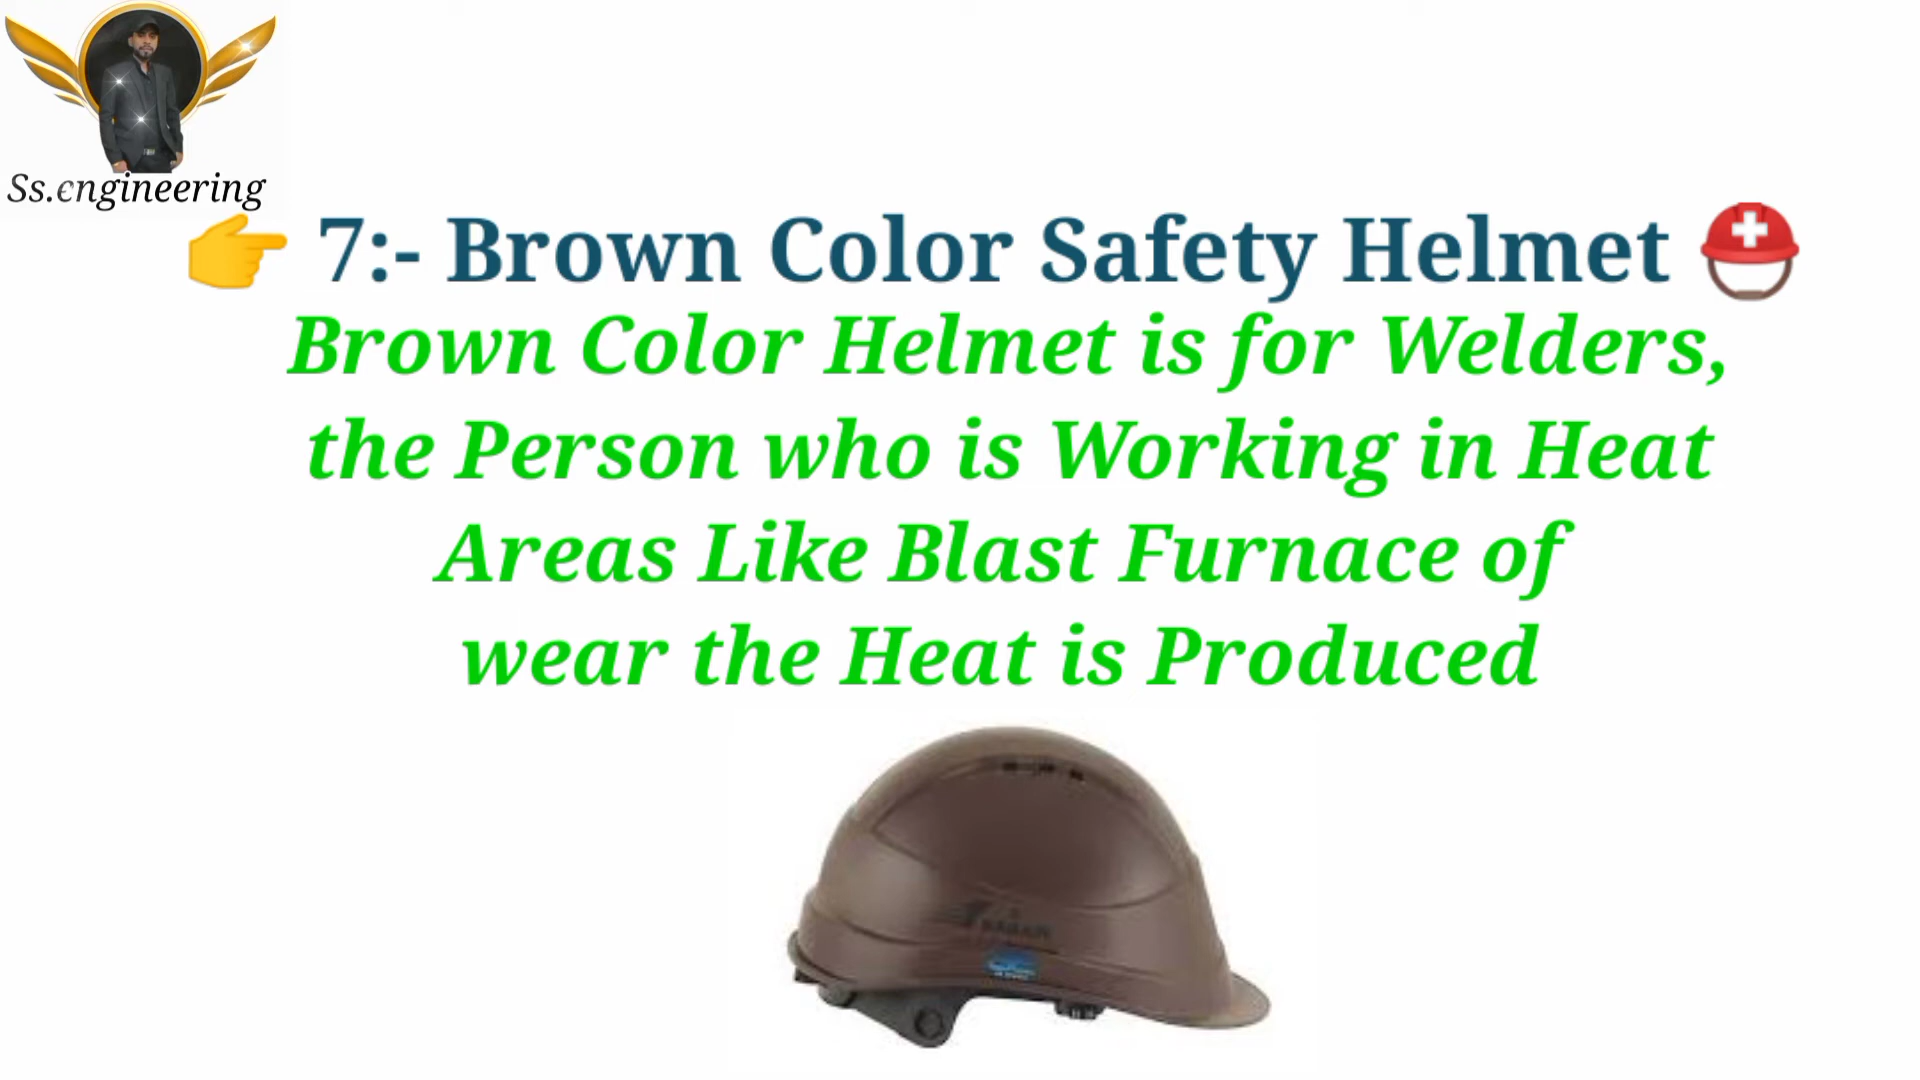 Ss.engineering
👉 7:- Brown Color Safety Helmet ⛑
Brown Color Helmet is for Welders,
the Person who is Working in Heat
Areas Like Blast Furnace of
wear the Heat is Produced